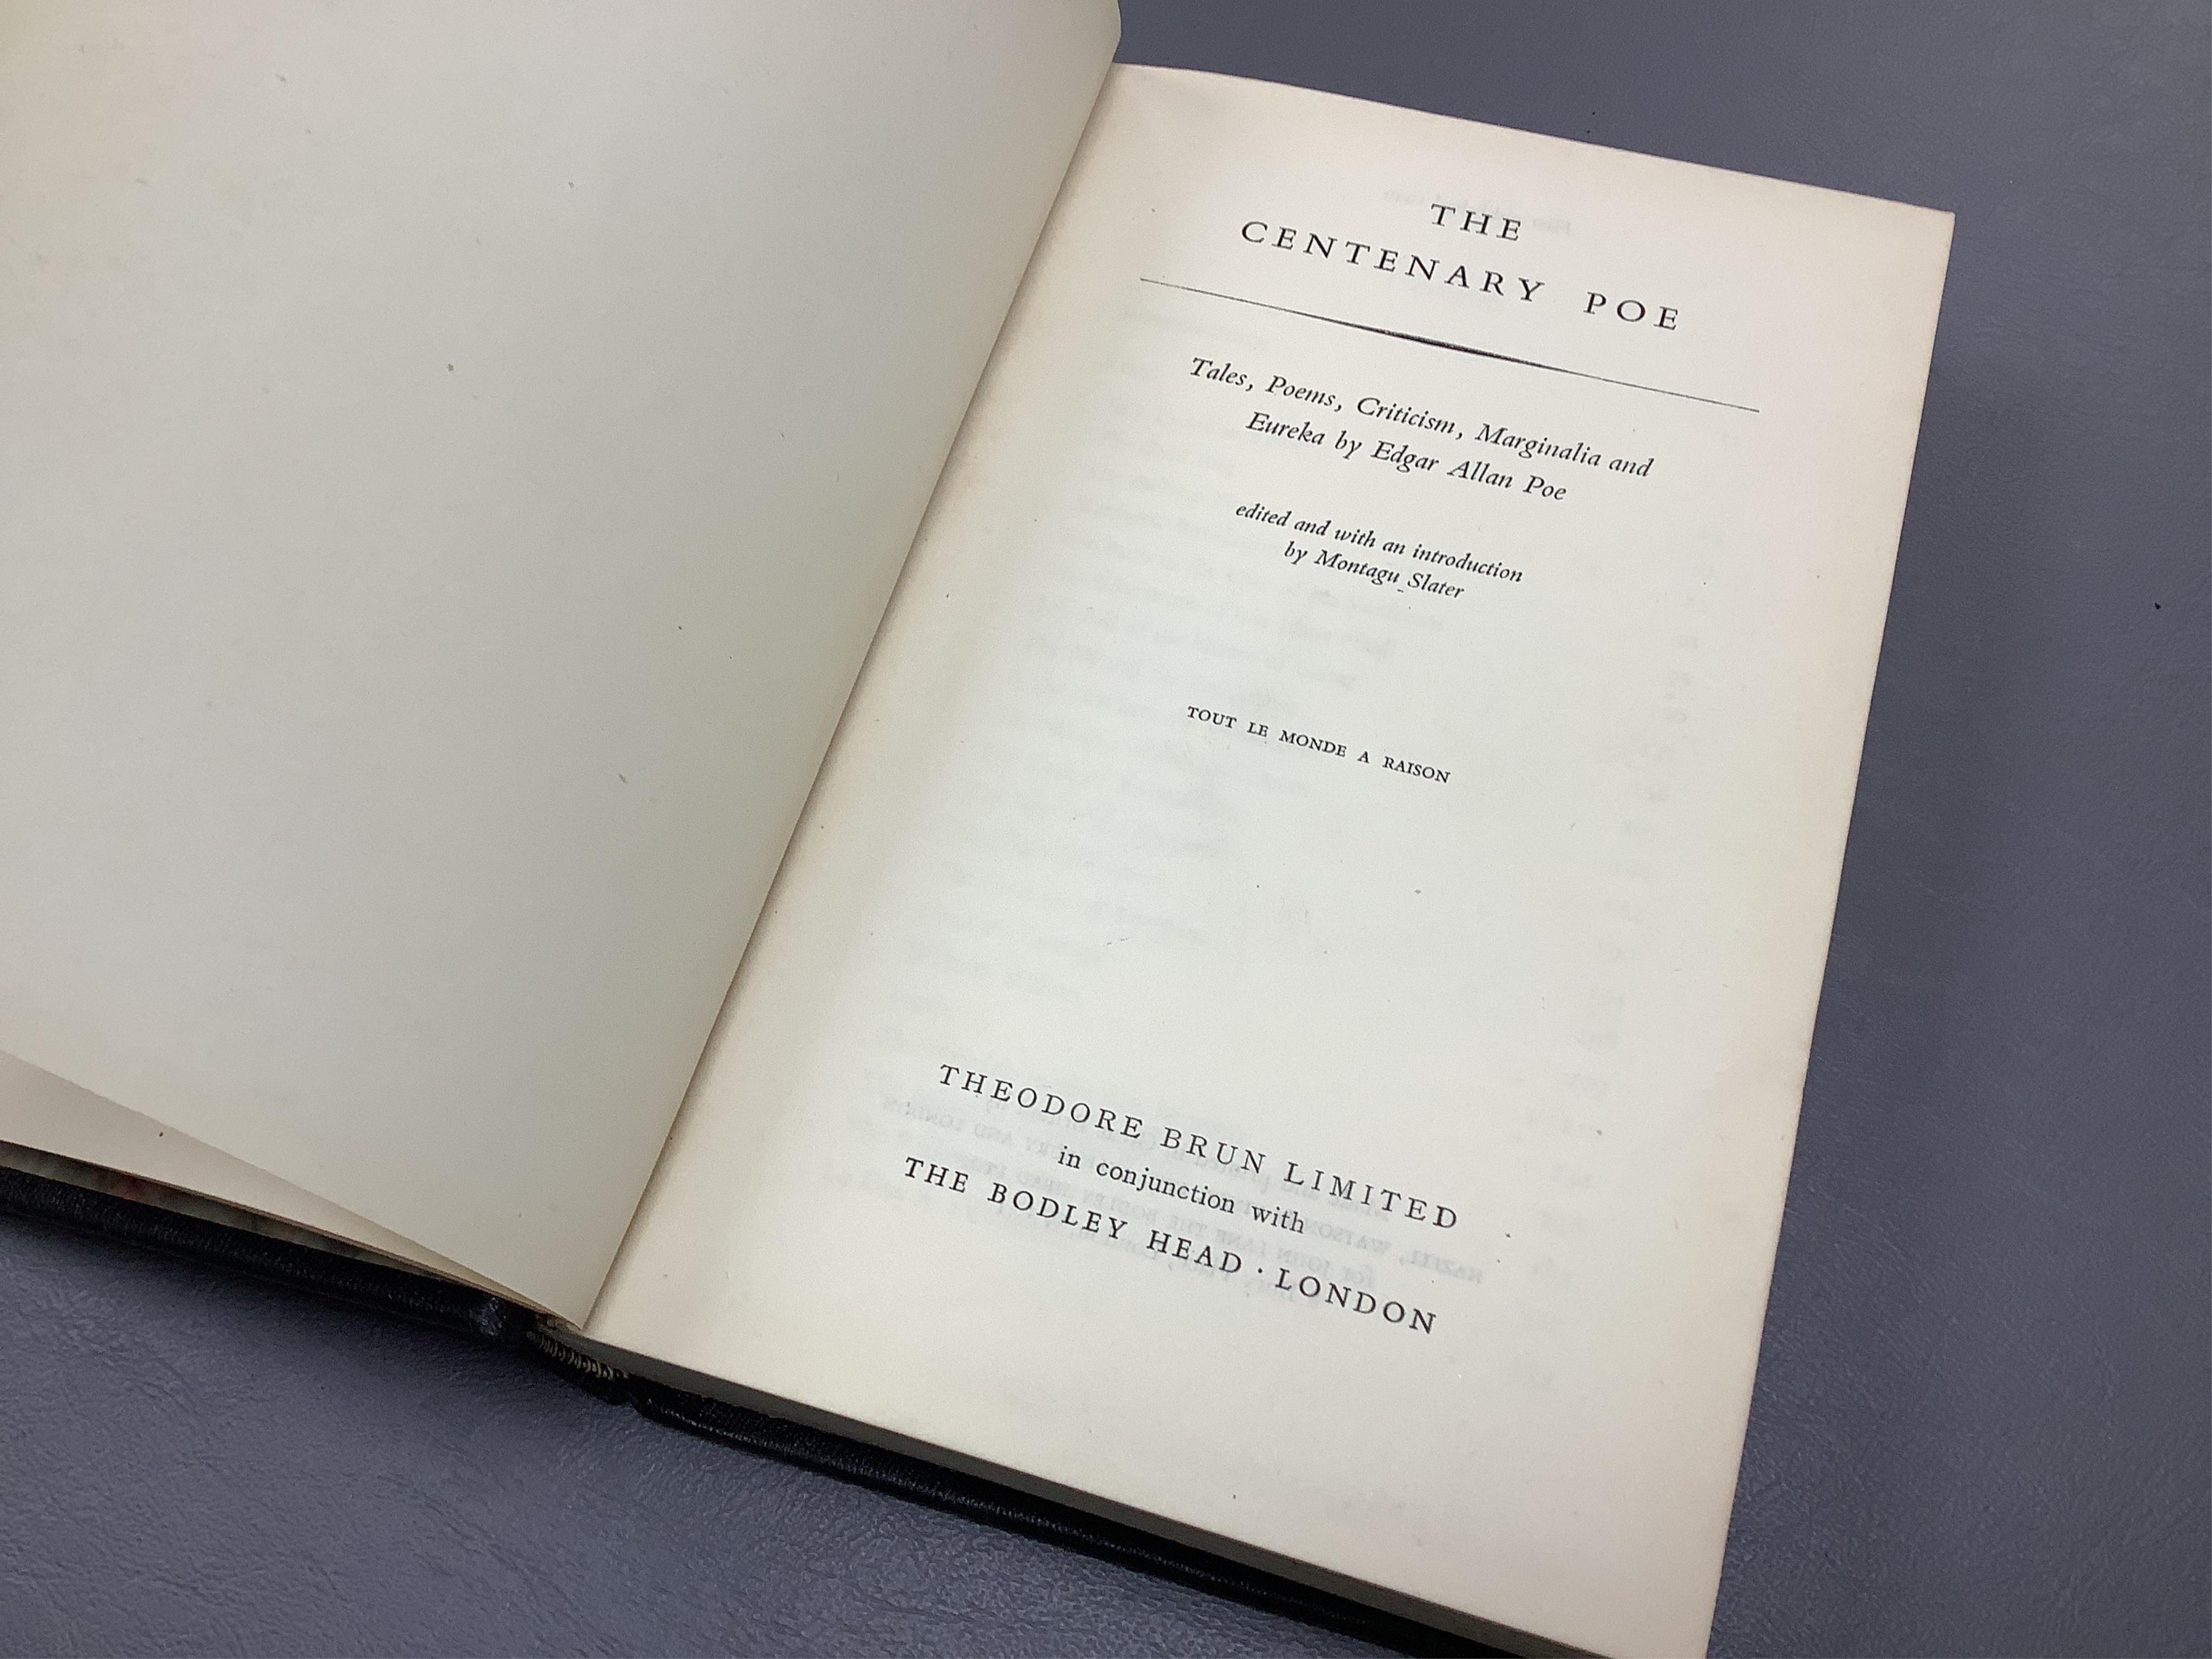 THE
CENTENARY POE
Tales, Poems, Criticism, Marginalia and
Eureka by Edgar Allan Poe
edited and with an introduction
by Montagu Slater
TOUT LE MONDE A RAISON
THEODORE BRUN LIMITED
in conjunction with
THE BODLEY HEAD · LONDON